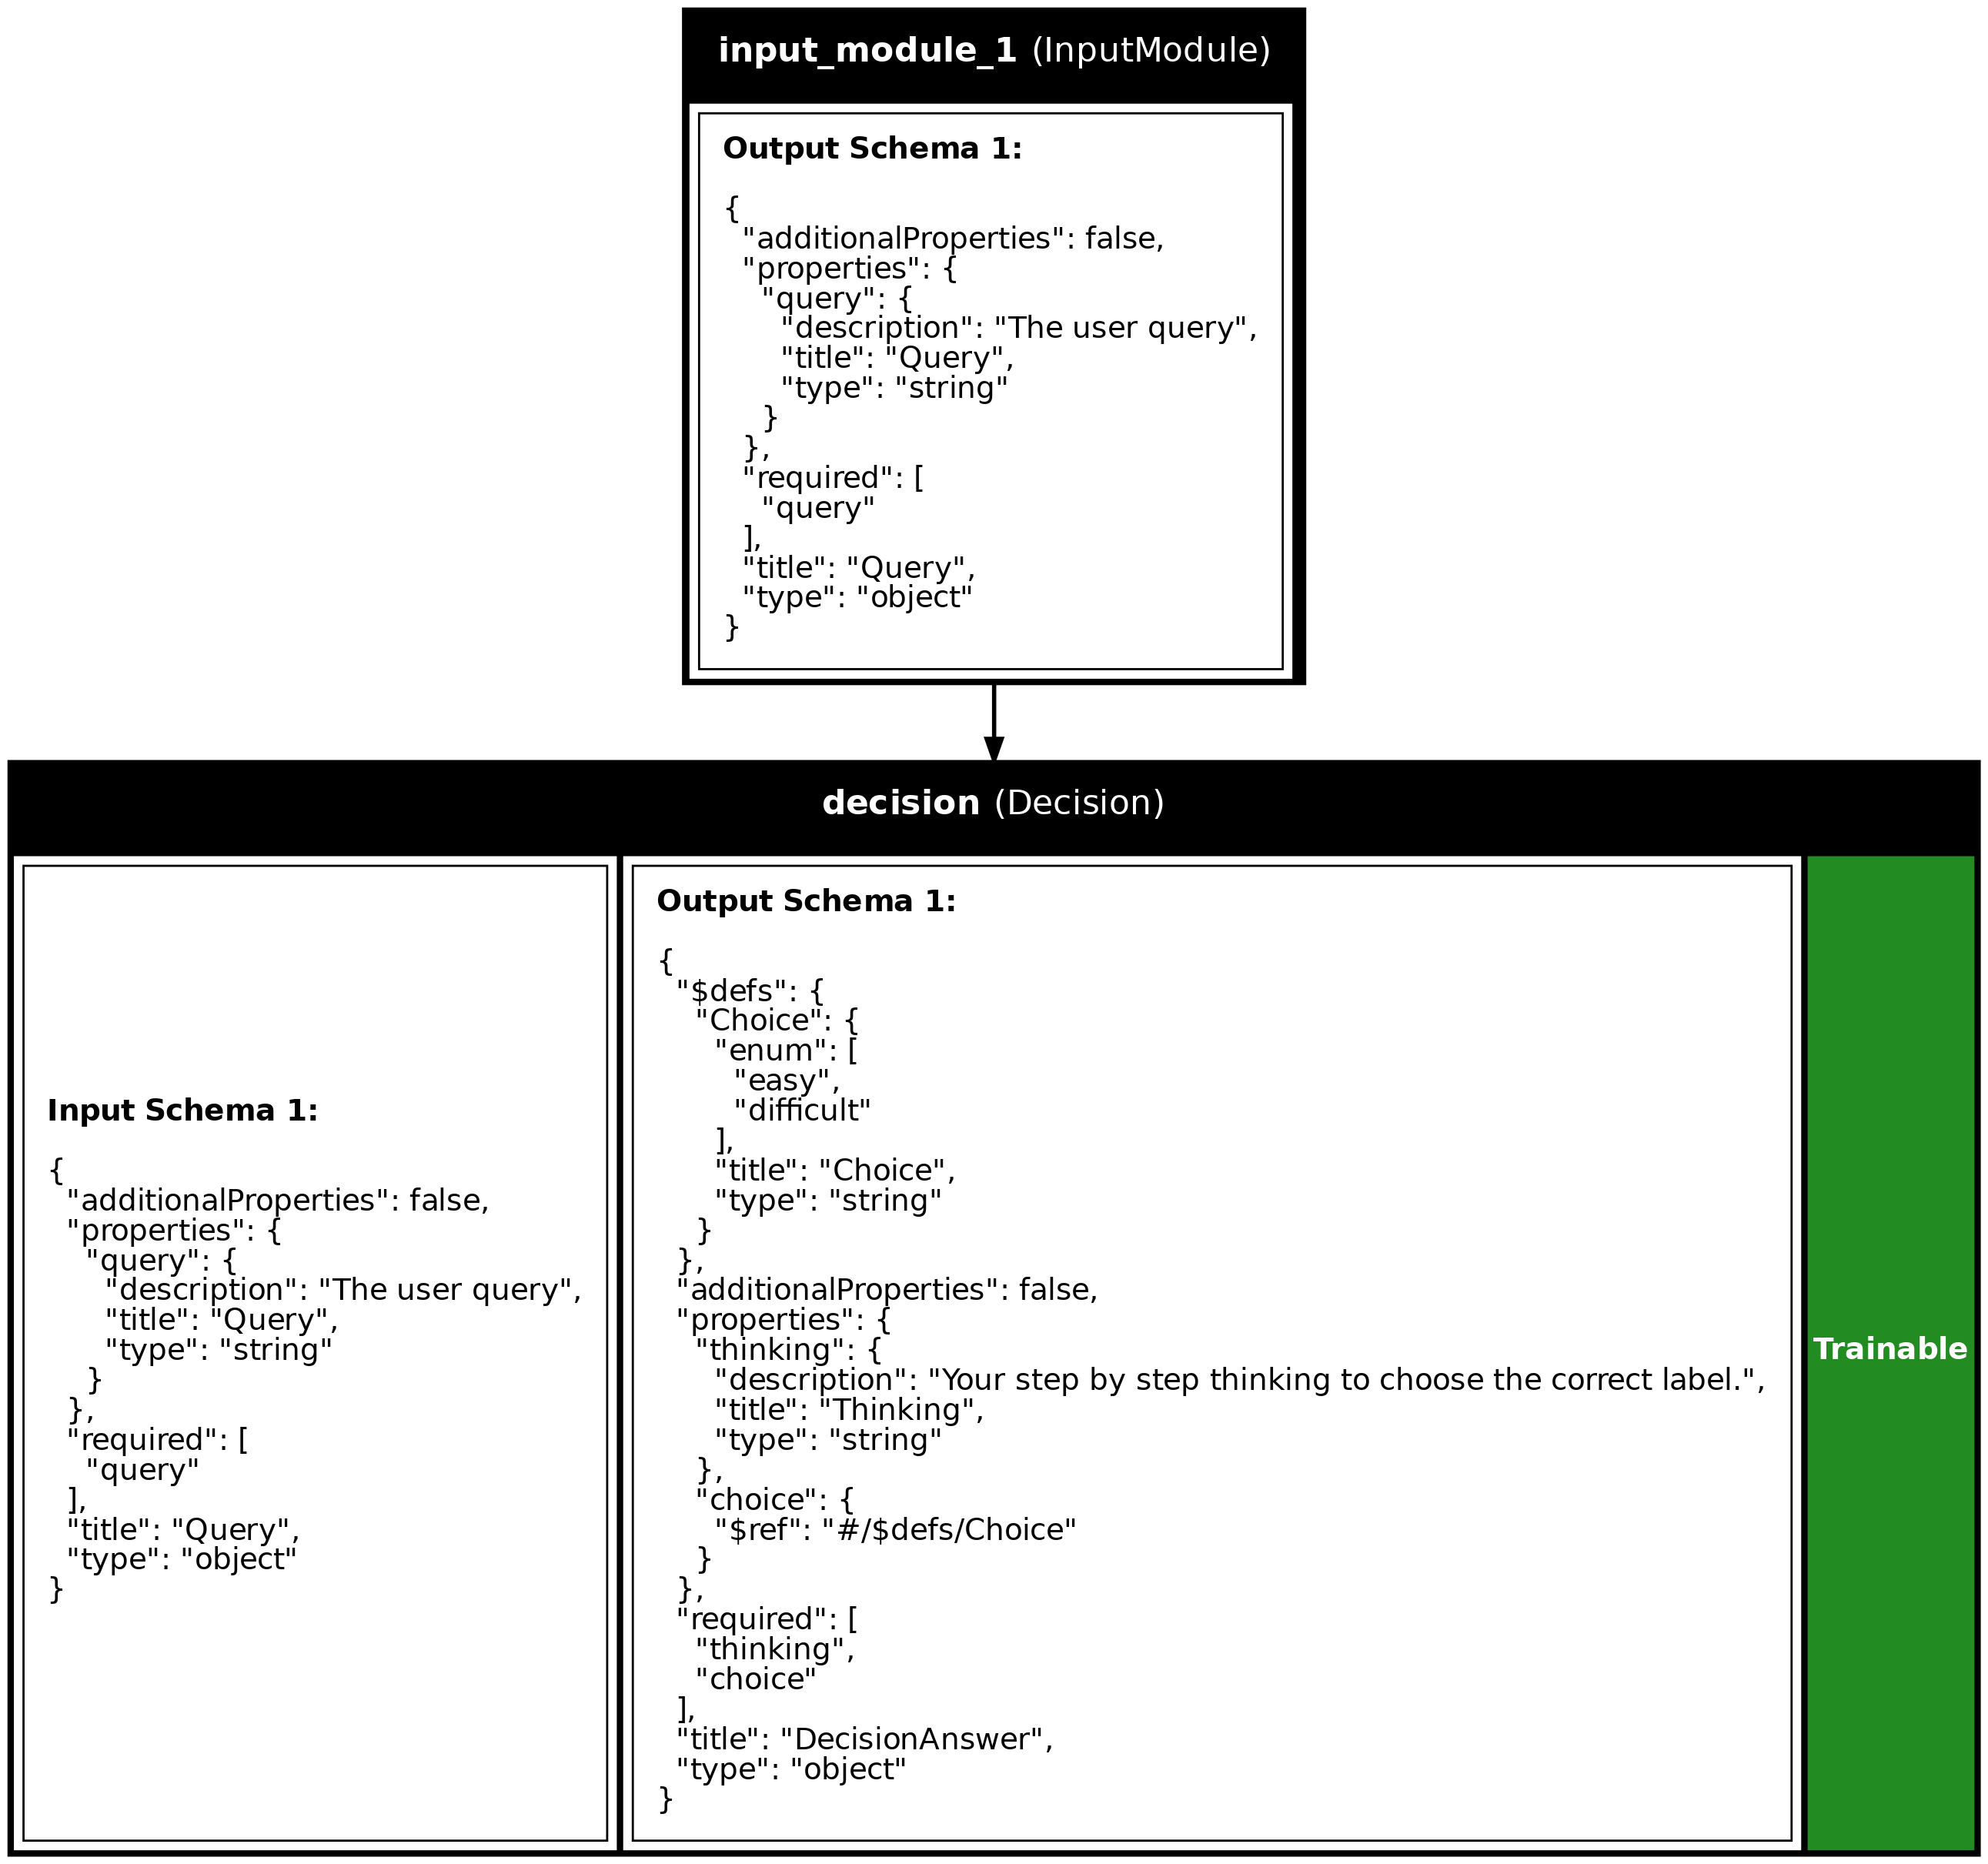 input_module_1 (InputModule)
Output Schema 1:
{
  "additionalProperties": false,
  "properties": {
    "query": {
      "description": "The user query",
      "title": "Query",
      "type": "string"
    }
  },
  "required": [
    "query"
  ],
  "title": "Query",
  "type": "object"
}
decision (Decision)
Input Schema 1:
{
  "additionalProperties": false,
  "properties": {
    "query": {
      "description": "The user query",
      "title": "Query",
      "type": "string"
    }
  },
  "required": [
    "query"
  ],
  "title": "Query",
  "type": "object"
}
Output Schema 1:
{
  "$defs": {
    "Choice": {
      "enum": [
        "easy",
        "difficult"
      ],
      "title": "Choice",
      "type": "string"
    }
  },
  "additionalProperties": false,
  "properties": {
    "thinking": {
      "description": "Your step by step thinking to choose the correct label.",
      "title": "Thinking",
      "type": "string"
    },
    "choice": {
      "$ref": "#/$defs/Choice"
    }
  },
  "required": [
    "thinking",
    "choice"
  ],
  "title": "DecisionAnswer",
  "type": "object"
}
Trainable